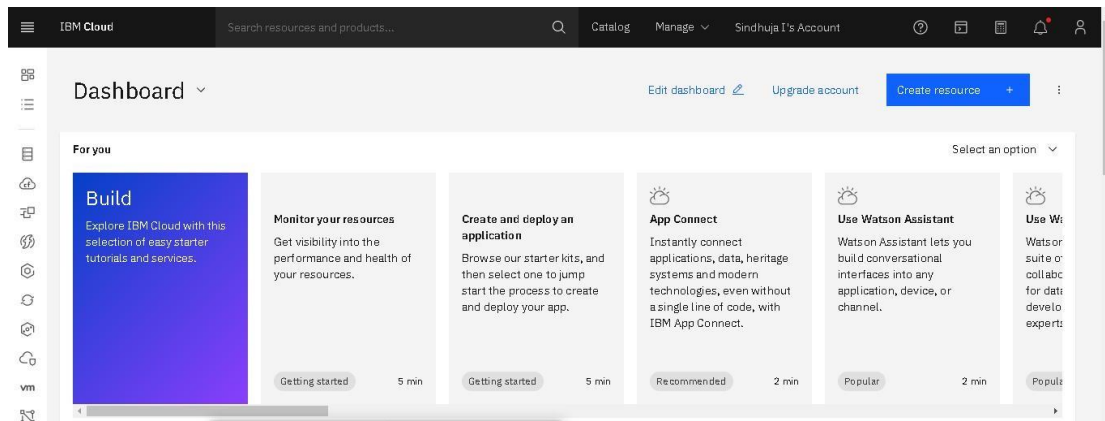 IBM Cloud
Search resources and products...
Catalog
Manage
Sindhuja I's Account
Dashboard
Edit dashboard
Upgrade account
Create resource +
For you
Select an option
Build
Explore IBM Cloud with this
selection of easy starter
tutorials and services.
Monitor your resources
Get visibility into the
performance and health of
your resources.
Getting started
5 min
Create and deploy an
application
Browse our starter kits, and
then select one to jump
start the process to create
and deploy your app.
Getting started
5 min
App Connect
Instantly connect
applications, data, heritage
systems and modern
technologies, even without
a single line of code, with
IBM App Connect.
Recommended
2 min
Use Watson Assistant
Watson Assistant lets you
build conversational
interfaces into any
application, device, or
channel.
Popular
2 min
Use
suite
for
vm